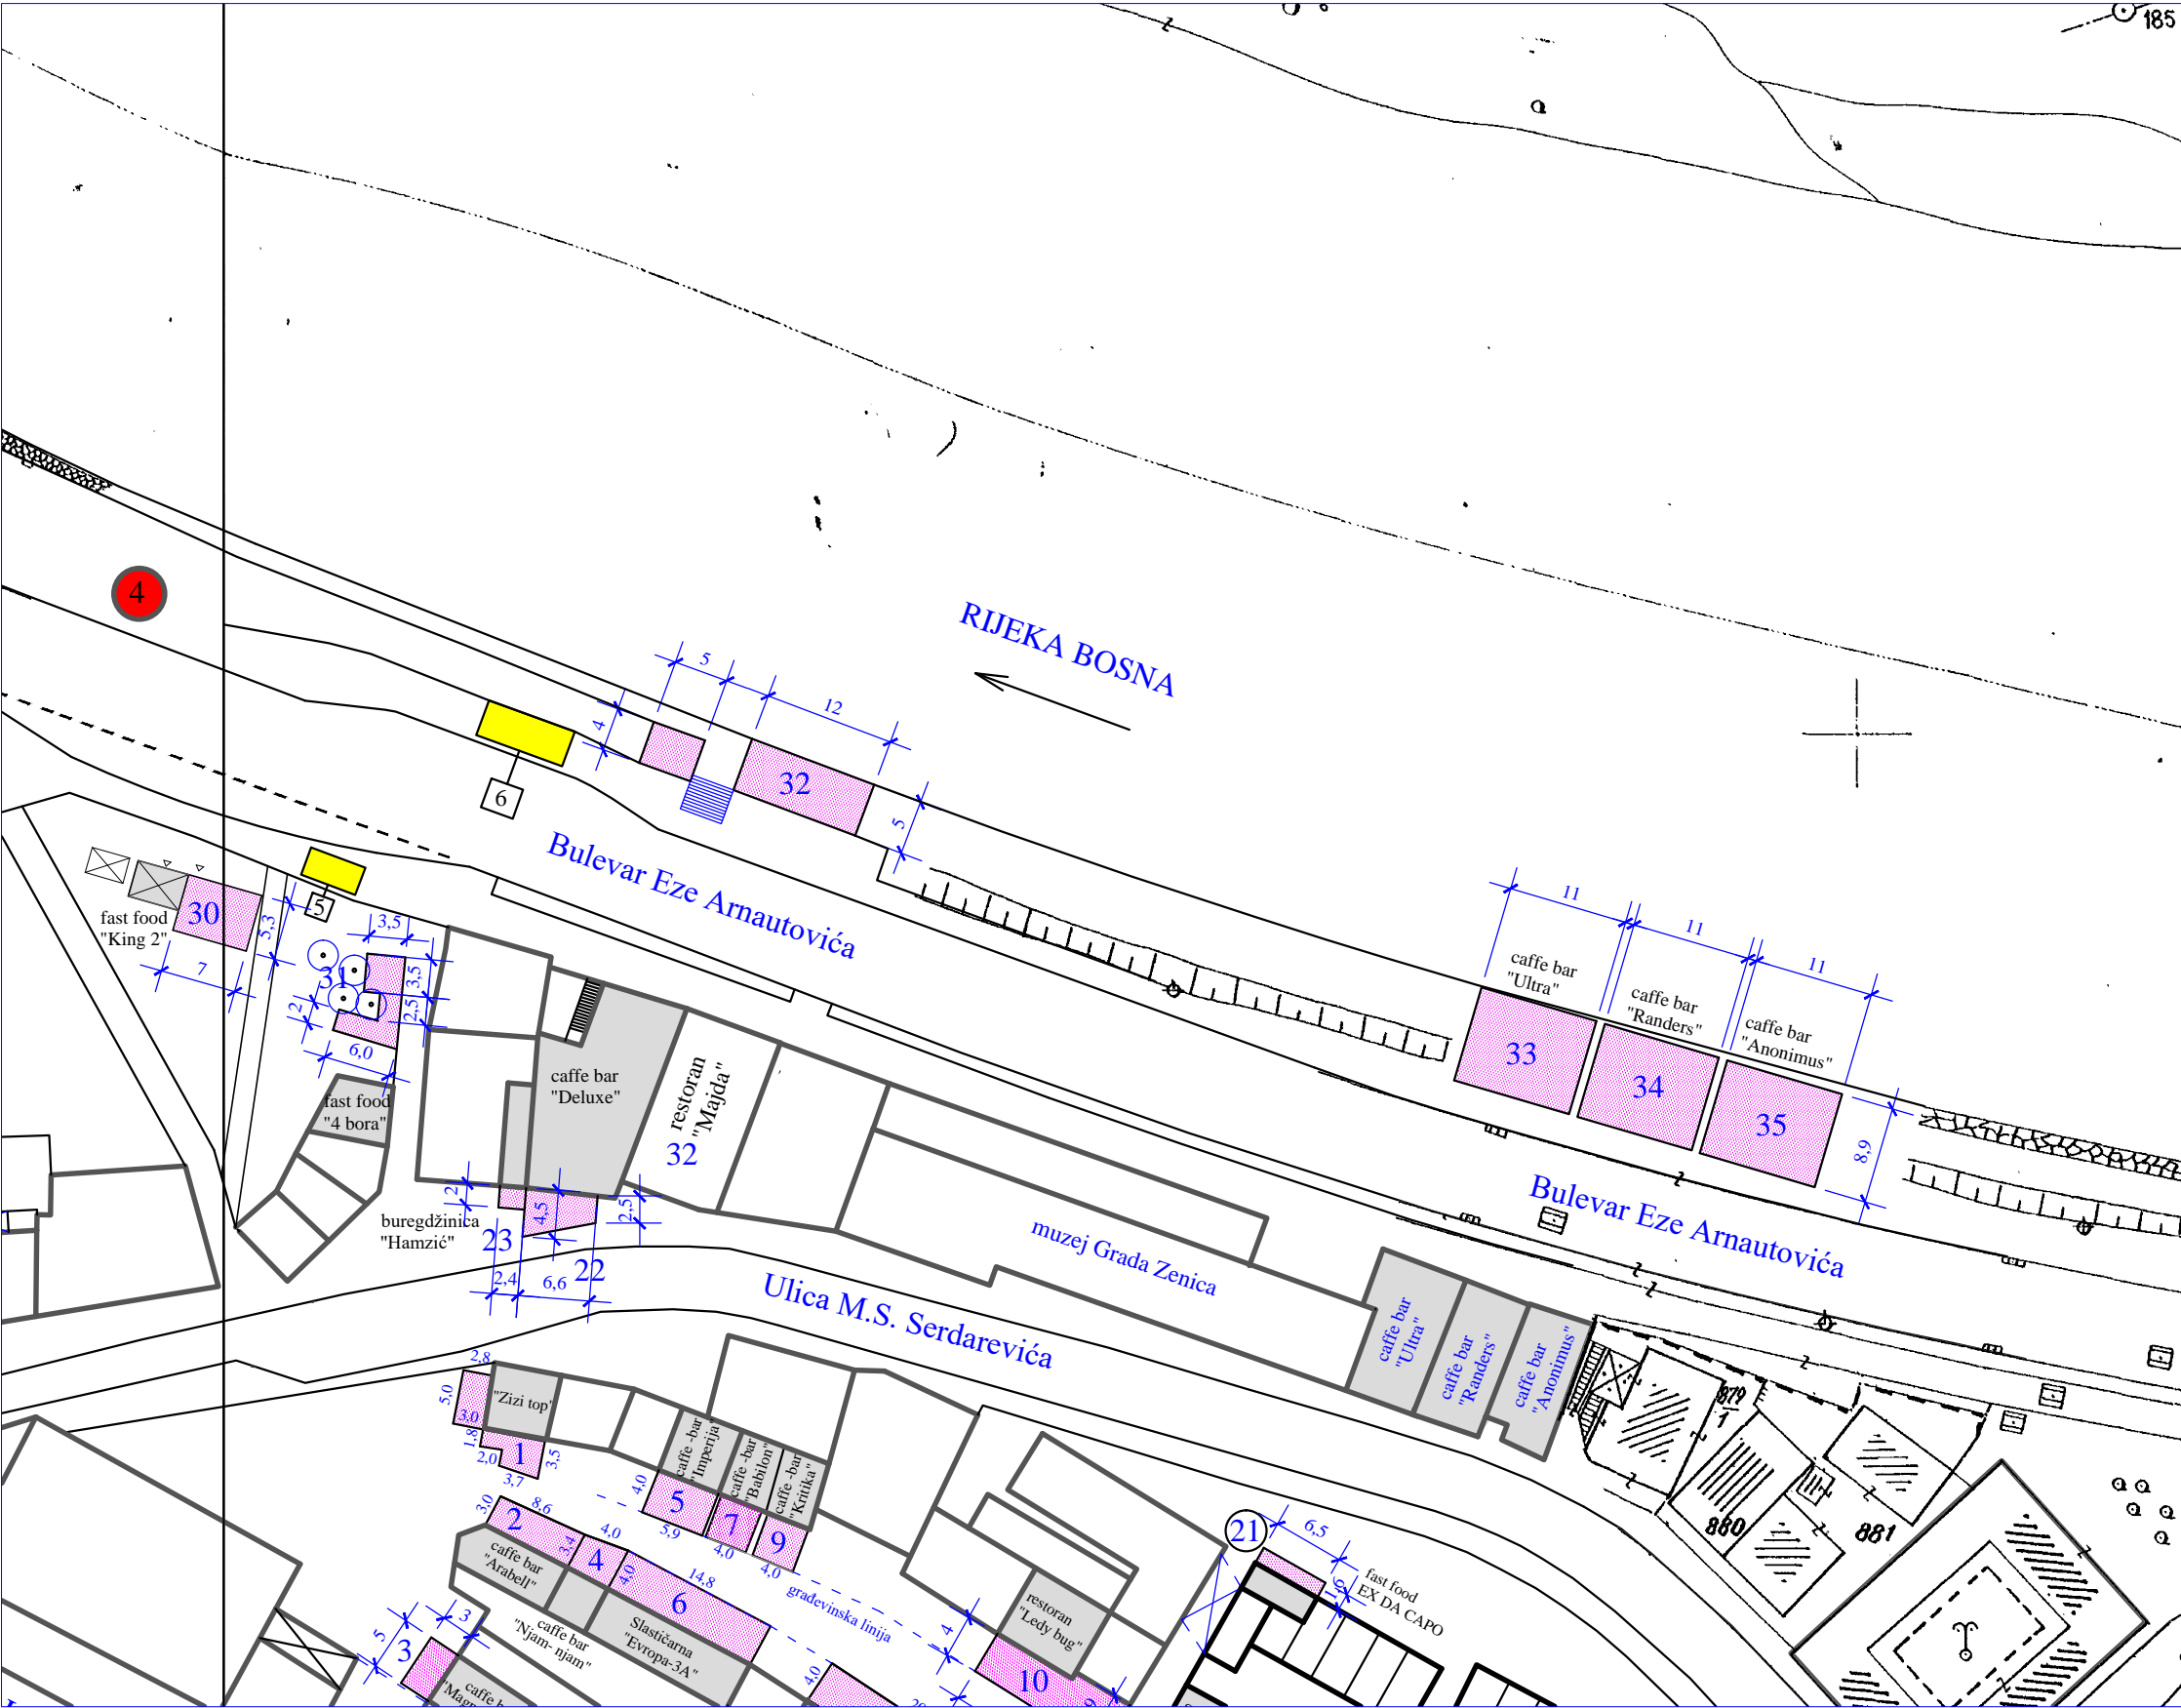 185
4
RIJEKA BOSNA
5
12
4
32
5
6
Bulevar Eze Arnautovića
5
30
fast food
"King 2"
5,3
7
3,5
31
3,5
2,5
2
6,0
fast food
"4 bora"
caffe bar
"Deluxe"
restoran
"Majda"
32
11
11
11
caffe bar
"Ultra"
caffe bar
"Randers"
caffe bar
"Anonimus"
33
34
35
8,9
Bulevar Eze Arnautovića
2
4,5
2,5
buregdžinica
"Hamzić"
23
22
2,4
6,6
muzej Grada Zenica
Ulica M.S. Serdarevića
caffe bar
"Ultra"
caffe bar
"Randers"
caffe bar
"Anonimus"
879
1
880
881
2,8
5,0
"Zizi top"
3,0
1,8
1
2,0
3,5
3,7
caffe -bar
"Imperija"
caffe -bar
"Babilon"
caffe -bar
"Kritika"
4,0
5
7
9
5,9
4,0
4,0
3,0
8,6
2
3,4
4,0
4
4,0
14,8
6
građevinska linija
caffe bar
"Arabell"
caffe bar
"Njam- njam"
Slastičarna
"Evropa-3A"
5
3
3
caffe b
"Magn
4,0
4
restoran
"Ledy bug"
10
21
6,5
1,6
fast food
EX DA CAPO